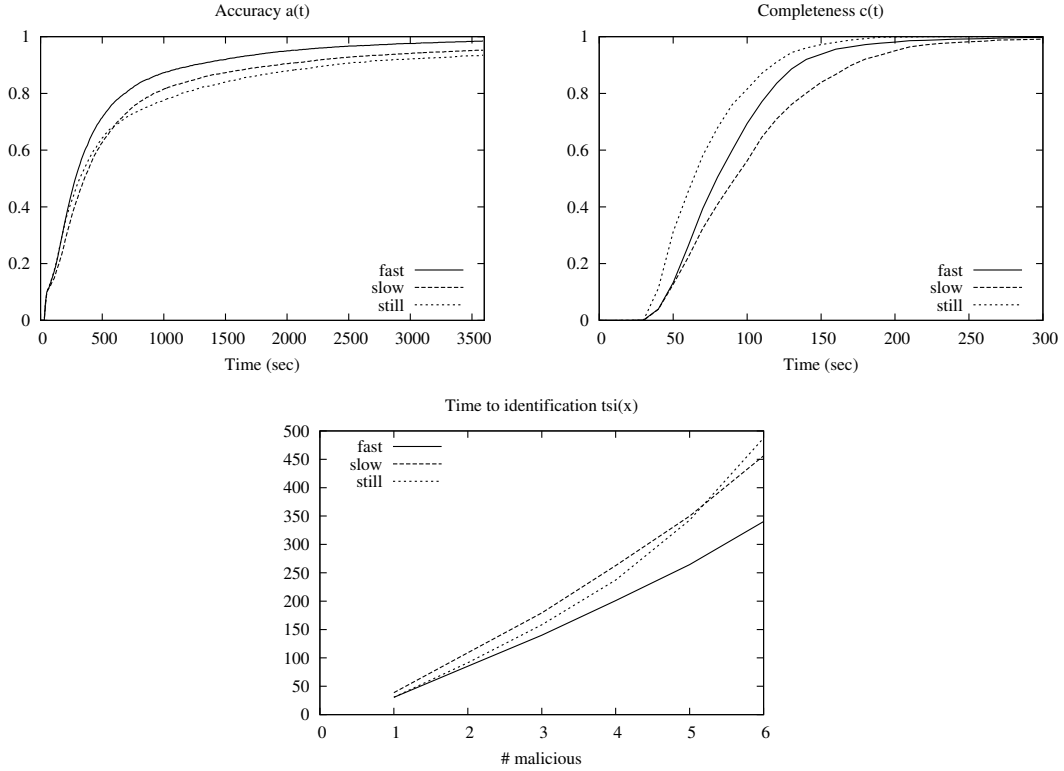 Accuracy a(t)
1
0.8
0.6
0.4
0.2
0
fast
slow
still
0 500 1000 1500 2000 2500 3000 3500
Time (sec)
Completeness c(t)
1
0.8
0.6
0.4
0.2
0
fast
slow
still
0 50 100 150 200 250 300
Time (sec)
Time to identification tsi(x)
500
450
400
350
300
250
200
150
100
50
0
fast
slow
still
0 1 2 3 4 5 6
# malicious